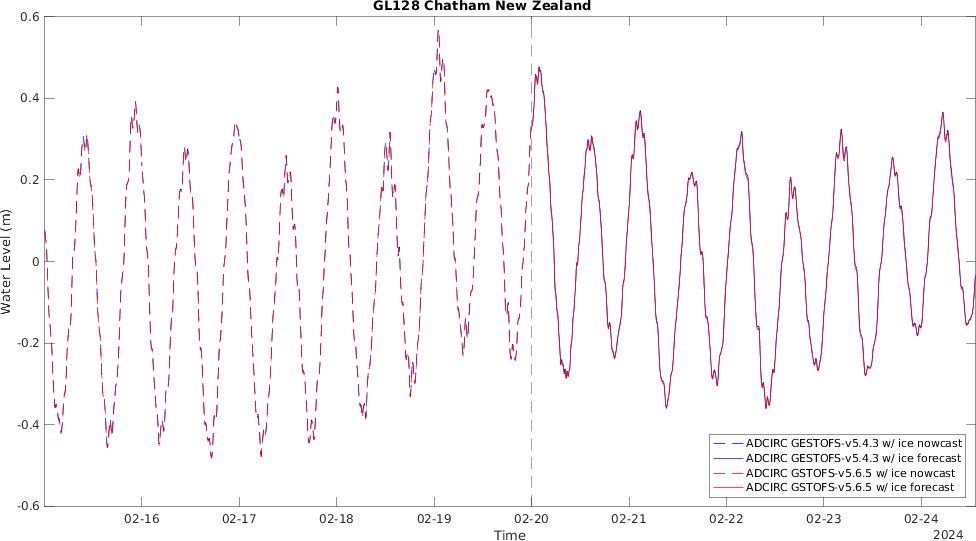 GL128 Chatham New Zealand
0.6
0.4
0.2
0
-0.2
-0.4
-0.6
Water Level (m)
ADCIRC GESTOFS-v5.4.3 w/ ice nowcast
ADCIRC GESTOFS-v5.4.3 w/ ice forecast
ADCIRC GSTOFS-v5.6.5 w/ ice nowcast
ADCIRC GSTOFS-v5.6.5 w/ ice forecast
02-16 02-17 02-18 02-19 02-20 02-21 02-22 02-23 02-24
Time
2024